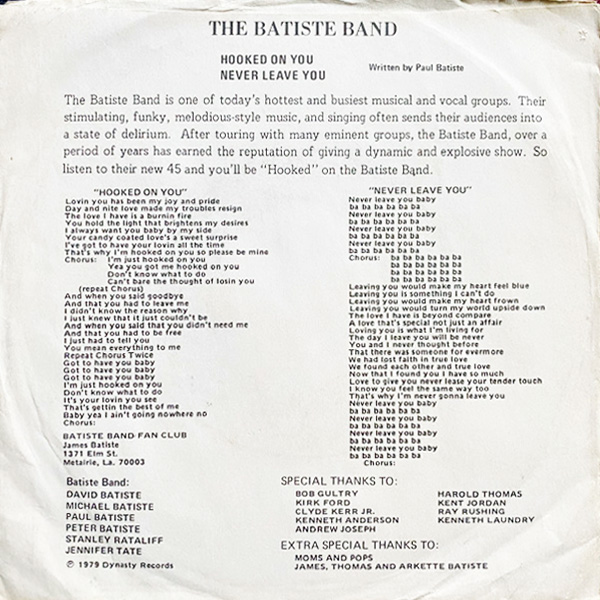 THE BATISTE BAND
HOOKED ON YOU
NEVER LEAVE YOU
Written by Paul Batiste
The Batiste Band is one of today's hottest and busiest musical and vocal groups. Their
stimulating, funky, melodious-style music, and singing often sends their audiences into
a state of delirium. After touring with many eminent groups, the Batiste Band, over a
period of years has earned the reputation of giving a dynamic and explosive show. So
listen to their new 45 and you'll be "Hooked" on the Batiste Band.
"HOOKED ON YOU"
Lovin you has been my joy and pride
Day and nite love made my troubles resign
The love I have is a burnin fire
You hold the light that brightens my desires
I always want you baby by my side
Your candy coated love's a sweet surprise
I've got to have your lovin all the time
That's why I'm hooked on you so please be mine
Chorus: I'm just hooked on you
Yea you got me hooked on you
Don't know what to do
Can't bare the thought of losin you
(repeat Chorus)
And when you said goodbye
And that you had to leave me
I didn't know the reason why
I just knew that it just couldn't be
And when you said that you didn't need me
And that you had to be free
I just had to tell you
You mean everything to me
Repeat Chorus Twice
Got to have you baby
Got to have you baby
Got to have you baby
I'm just hooked on you
Don't know what to do
It's your lovin you see
That's gettin the best of me
Baby yea I ain't going nowhere no
Chorus:
BATISTE BAND FAN CLUB
James Batiste
1371 Elm St.
Metairie, La. 70003
"NEVER LEAVE YOU"
Never leave you baby
ba ba ba ba ba ba
Never leave you baby
ba ba ba ba ba ba
Never leave you baby
ba ba ba ba ba ba
Never leave you baby
ba ba ba ba ba ba
Chorus: ba ba ba ba ba ba
ba ba ba ba ba ba
ba ba ba ba ba ba
ba ba ba ba ba ba
Leaving you would make my heart feel blue
Leaving you is something I can't do
Leaving you would make my heart frown
Leaving you would turn my world upside down
The love I have is beyond compare
A love that's special not just an affair
Loving you is what I'm living for
The day I leave you will be never
You and I never thought before
That there was someone for evermore
We had lost faith in true love
We found each other and true love
Now that I found you I have so much
Love to give you never lease your tender touch
I know you feel the same way too
That's why I'm never gonna leave you
Never leave you baby
ba ba ba ba ba ba
Never leave you baby
ba ba ba ba ba ba
Never leave you baby
ba ba ba ba ba ba
Never leave you baby
ba ba ba ba ba ba
Chorus:
Batiste Band:
DAVID BATISTE
MICHAEL BATISTE
PAUL BATISTE
PETER BATISTE
STANLEY RATALIFF
JENNIFER TATE
℗ 1979 Dynasty Records
SPECIAL THANKS TO:
BOB GULTRY
KIRK FORD
CLYDE KERR JR.
KENNETH ANDERSON
ANDREW JOSEPH
HAROLD THOMAS
KENT JORDAN
RAY RUSHING
KENNETH LAUNDRY
EXTRA SPECIAL THANKS TO:
MOMS AND POPS
JAMES, THOMAS AND ARKETTE BATISTE